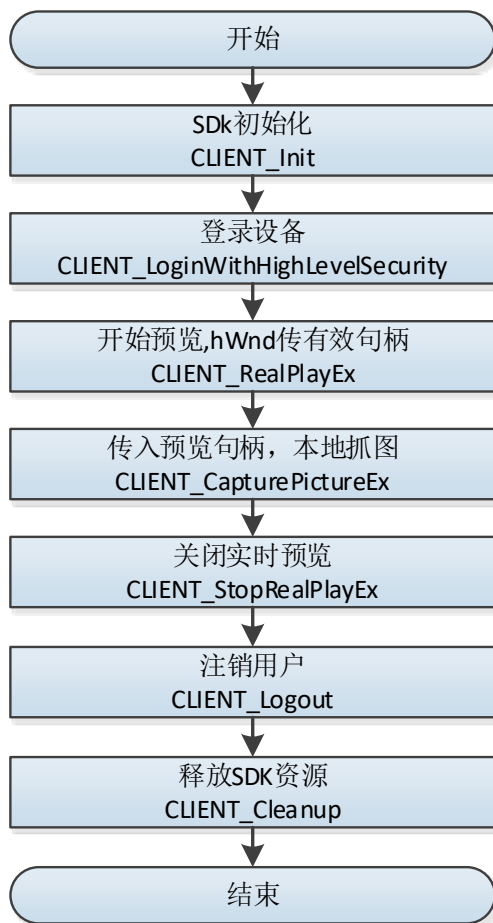 开始
SDk初始化
CLIENT_Init
登录设备
CLIENT_LoginWithHighLevelSecurity
开始预览,hWnd传有效句柄
CLIENT_RealPlayEx
传入预览句柄，本地抓图
CLIENT_CapturePictureEx
关闭实时预览
CLIENT_StopRealPlayEx
注销用户
CLIENT_Logout
释放SDK资源
CLIENT_Cleanup
结束